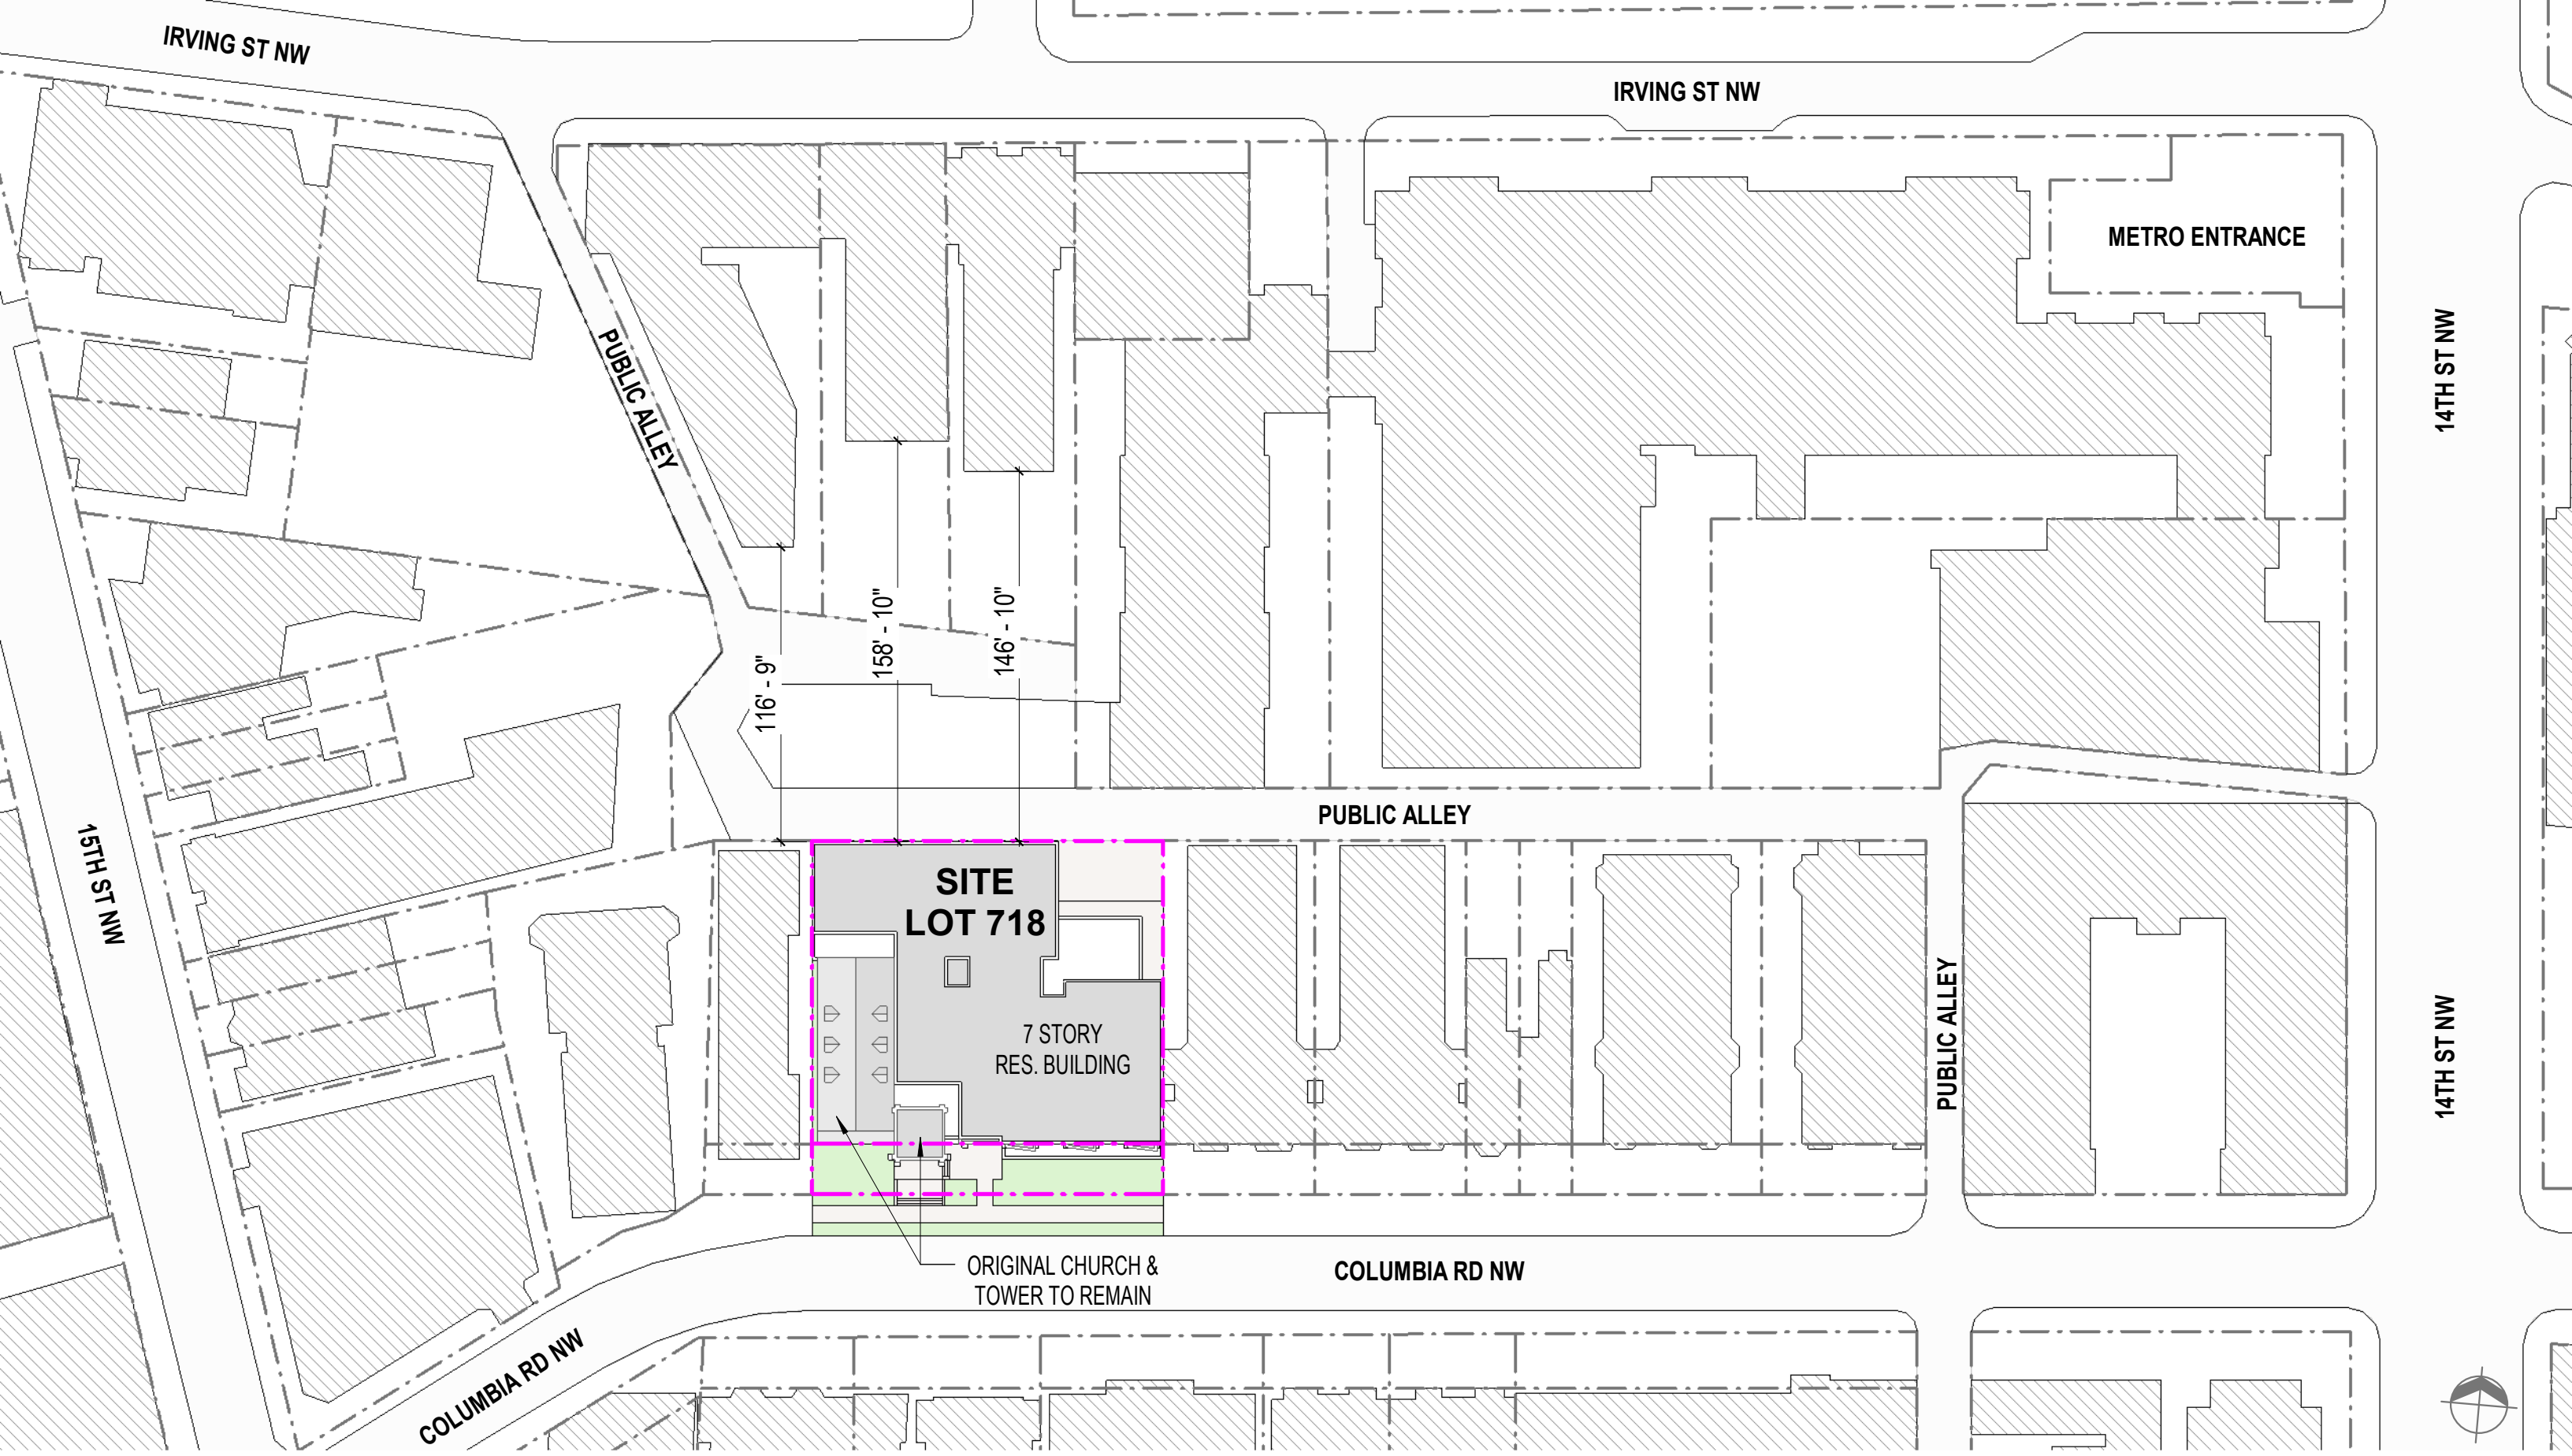 IRVING ST NW
IRVING ST NW
METRO ENTRANCE
14TH ST NW
PUBLIC ALLEY
116' - 9"
158' - 10"
146' - 10"
PUBLIC ALLEY
15TH ST NW
SITE
LOT 718
7 STORY
RES. BUILDING
PUBLIC ALLEY
14TH ST NW
ORIGINAL CHURCH &
TOWER TO REMAIN
COLUMBIA RD NW
COLUMBIA RD NW